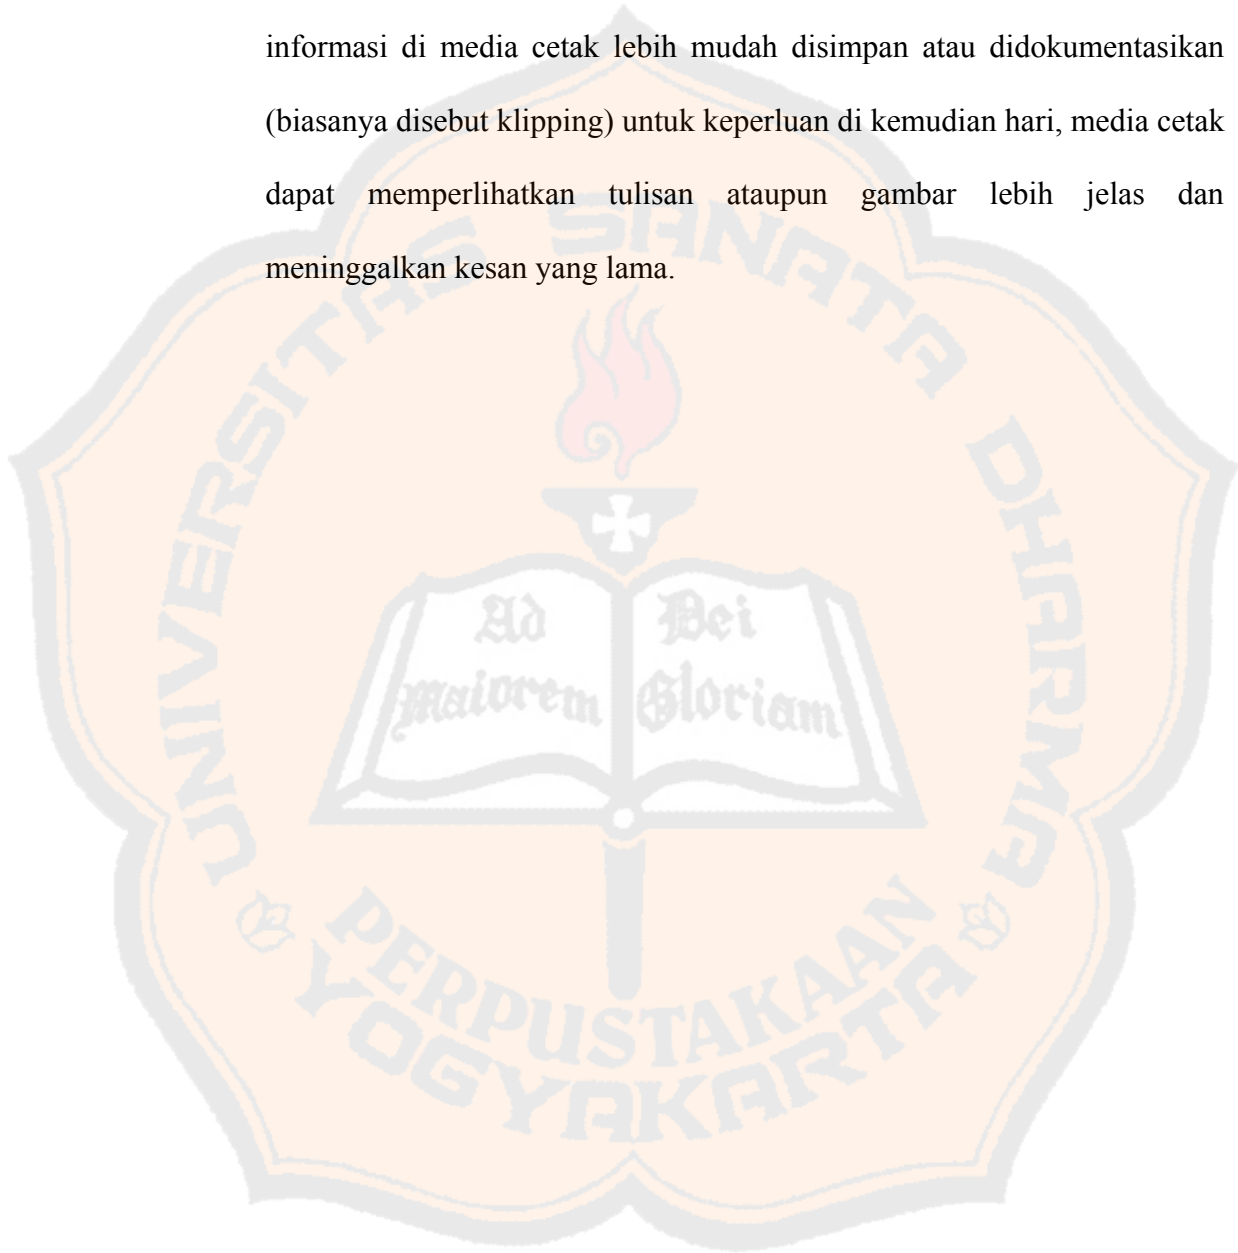 informasi di media cetak lebih mudah disimpan atau didokumentasikan
(biasanya disebut klipping) untuk keperluan di kemudian hari, media cetak
dapat memperlihatkan tulisan ataupun gambar lebih jelas dan
meninggalkan kesan yang lama.
UNIVERSITAS SANATA DHARMA
Ad Dei
Maiorem Gloriam
PERPUSTAKAAN
YOGYAKARTA